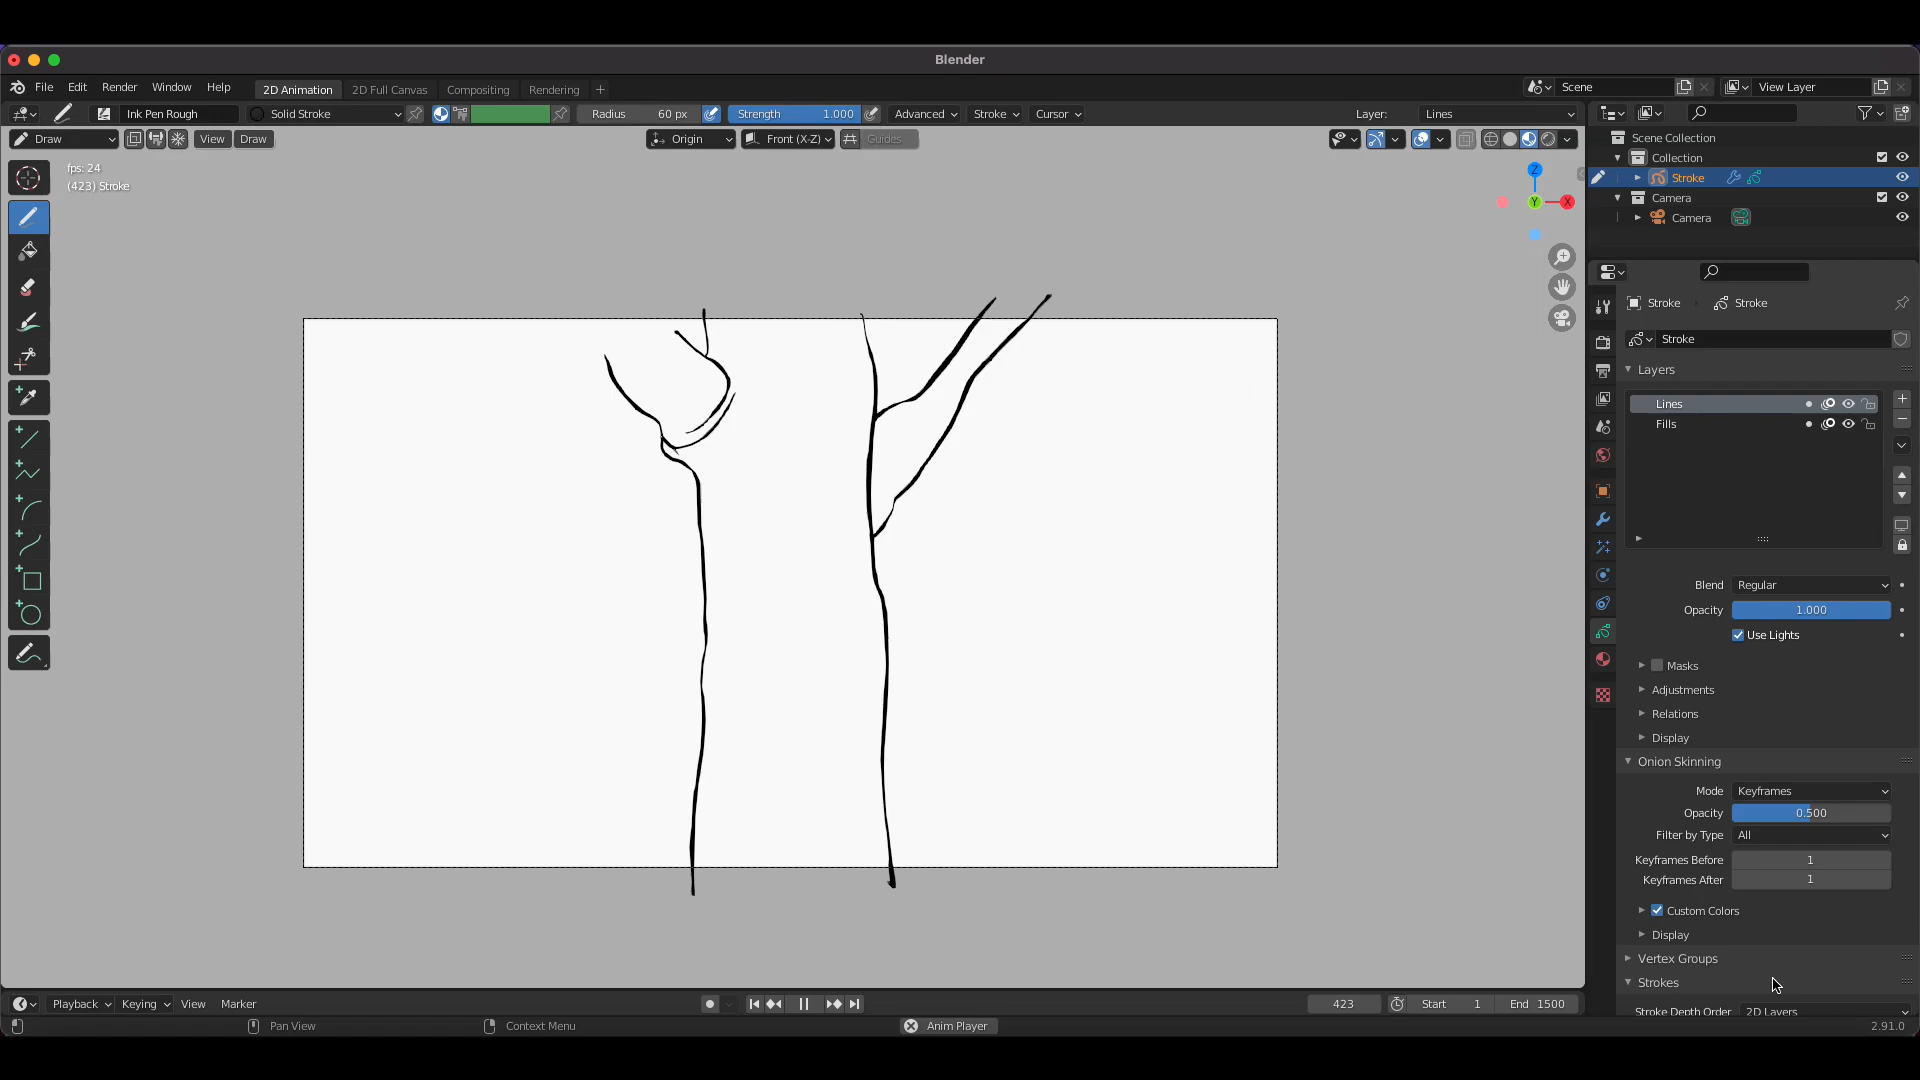 Blender
File Edit Render Window Help 2D Animation 2D Full Canvas Compositing Rendering + Scene View Layer
Ink Pen Rough Solid Stroke Radius 60 px Strength 1.000 Advanced Stroke Cursor Layer: Lines
Draw View Draw Origin Front (X-Z) Guides
fps: 24
(423) Stroke
Z
Y
X
Scene Collection
Collection
Stroke
Camera
Camera
Stroke Stroke
Stroke
Layers
Lines
Fills
Blend Regular
Opacity 1.000
Use Lights
Masks
Adjustments
Relations
Display
Onion Skinning
Mode Keyframes
Opacity 0.500
Filter by Type All
Keyframes Before 1
Keyframes After 1
Custom Colors
Display
Vertex Groups
Strokes
Stroke Depth Order 2D Layers
Playback Keying View Marker 423 Start 1 End 1500
Pan View Context Menu Anim Player 2.91.0